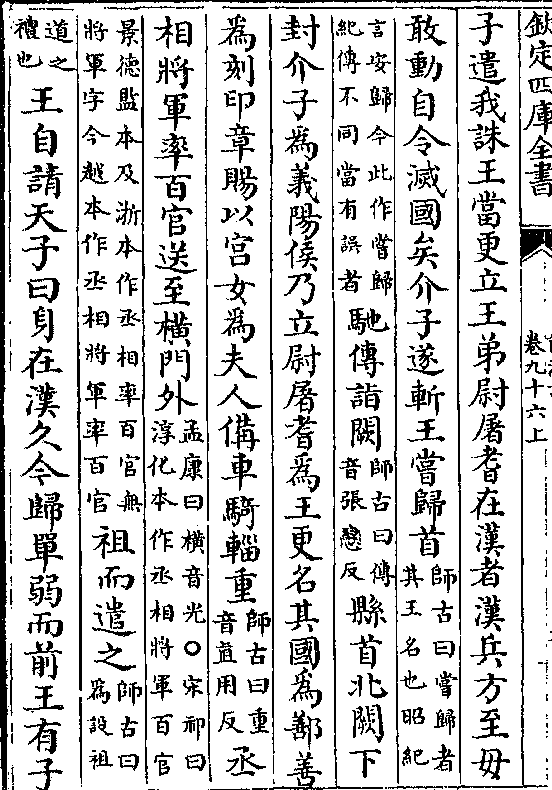 欽定四庫全書
卷九十六上
子遣我誅王當更立王弟尉屠耆在漢者漢兵方至毋
敢動自令滅國矣介子遂斬王嘗歸首師古曰嘗歸者其王名也昭紀
言安歸今此作嘗歸紀傳不同當有誤者馳傳詣闕師古曰傳音張戀反縣首北闕下
封介子為義陽侯乃立尉屠耆為王更名其國為鄯善
為刻印章賜以宮女為夫人備車騎輜重師古曰重音直用反丞
相將軍率百官送至橫門外孟康曰橫音光○宋祁曰淳化本作丞相將軍百官
景德監本及浙本作丞相率百官無將軍字今越本作丞相將軍率百官祖而遣之師古曰為設祖
道之禮也王自請天子曰身在漢久今歸單弱而前王有子